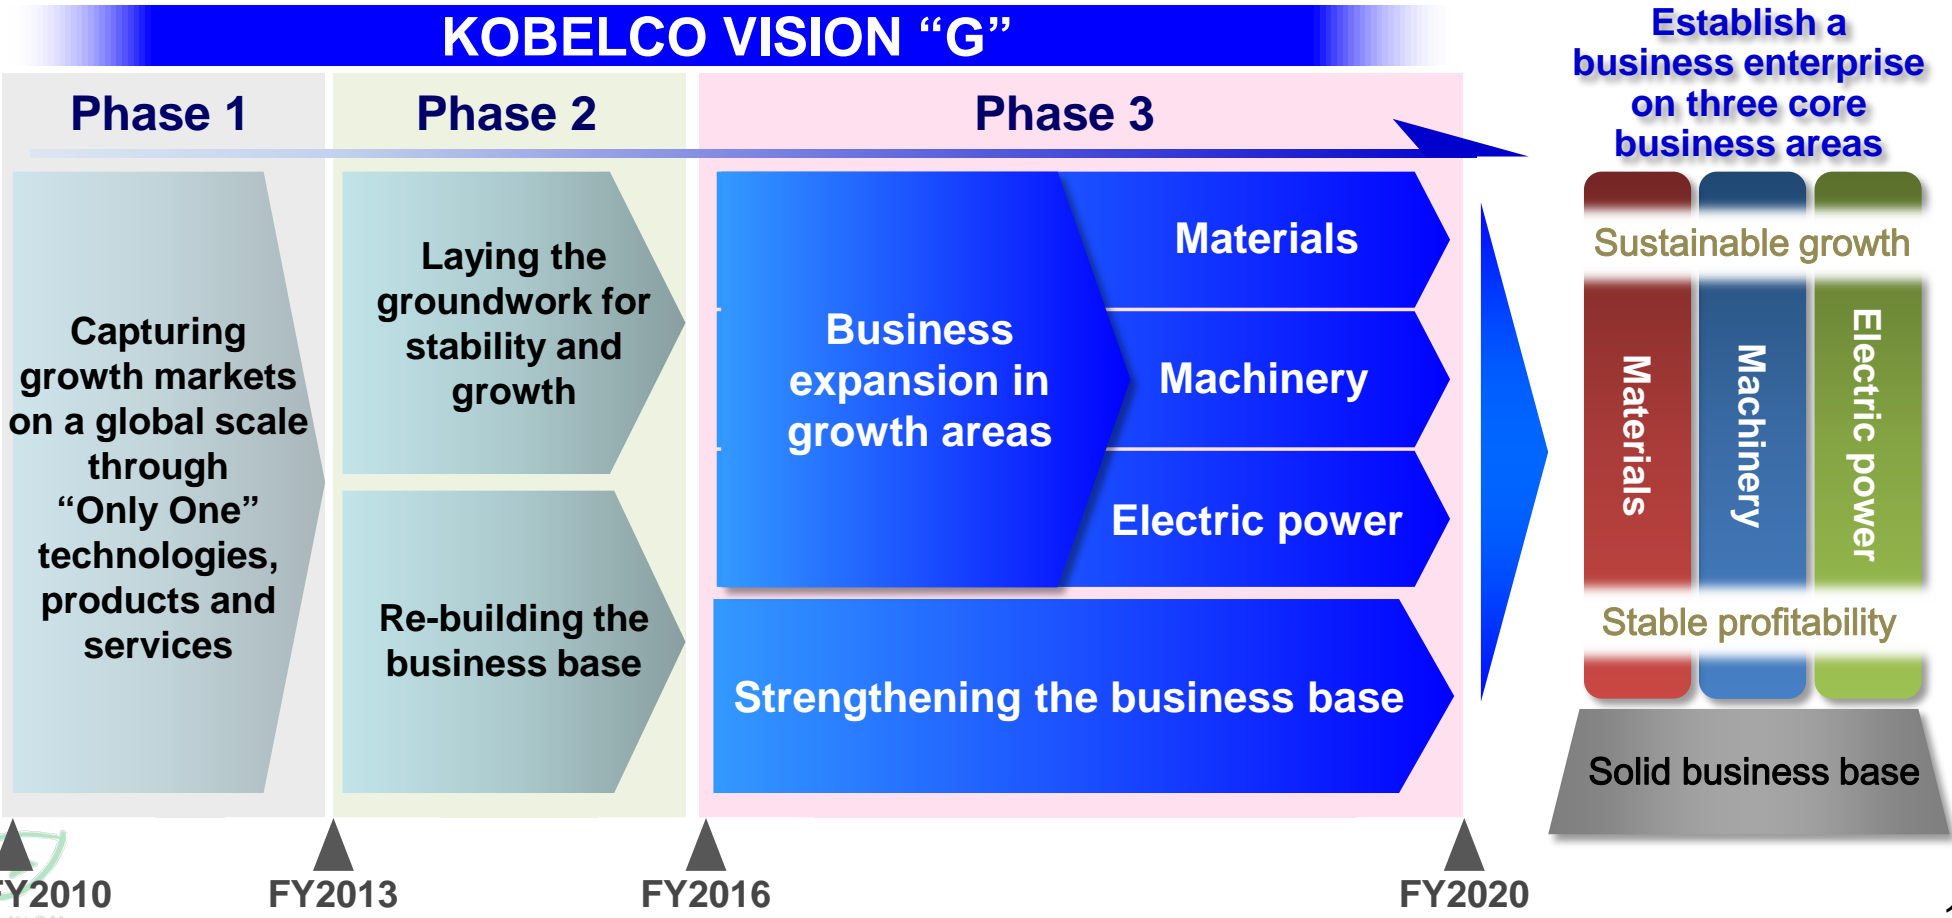 KOBELCO VISION “G”
Establish a
business enterprise
on three core
business areas
Phase 1
Phase 2
Phase 3
Capturing
growth markets
on a global scale
through
“Only One”
technologies,
products and
services
Laying the
groundwork for
stability and
growth
Re-building the
business base
Business
expansion in
growth areas
Materials
Machinery
Electric power
Strengthening the business base
Sustainable growth
Materials
Machinery
Electric power
Stable profitability
Solid business base
FY2010
FY2013
FY2016
FY2020